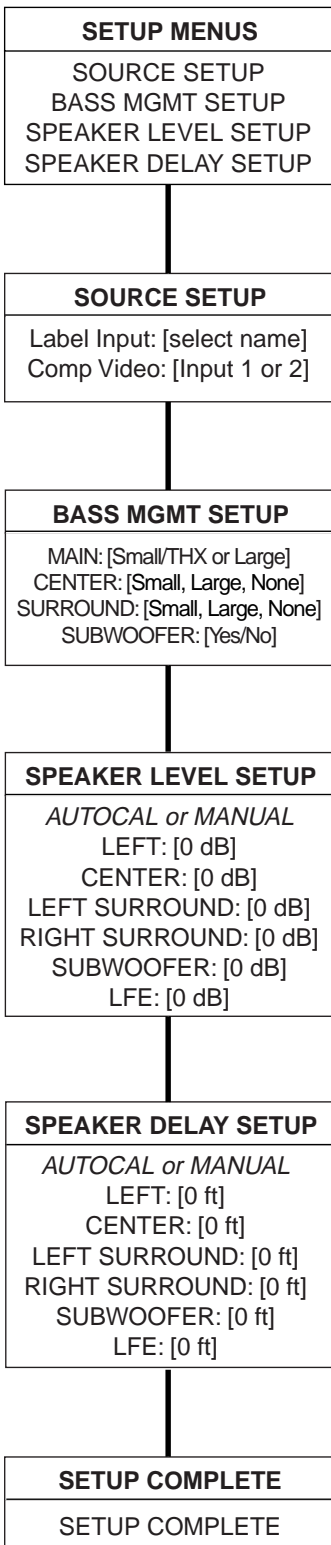 SETUP MENUS
SOURCE SETUP
BASS MGMT SETUP
SPEAKER LEVEL SETUP
SPEAKER DELAY SETUP
SOURCE SETUP
Label Input: [select name]
Comp Video: [Input 1 or 2]
BASS MGMT SETUP
MAIN: [Small/THX or Large]
CENTER: [Small, Large, None]
SURROUND: [Small, Large, None]
SUBWOOFER: [Yes/No]
SPEAKER LEVEL SETUP
AUTOCAL or MANUAL
LEFT: [0 dB]
CENTER: [0 dB]
LEFT SURROUND: [0 dB]
RIGHT SURROUND: [0 dB]
SUBWOOFER: [0 dB]
LFE: [0 dB]
SPEAKER DELAY SETUP
AUTOCAL or MANUAL
LEFT: [0 ft]
CENTER: [0 ft]
LEFT SURROUND: [0 ft]
RIGHT SURROUND: [0 ft]
SUBWOOFER: [0 ft]
LFE: [0 ft]
SETUP COMPLETE
SETUP COMPLETE